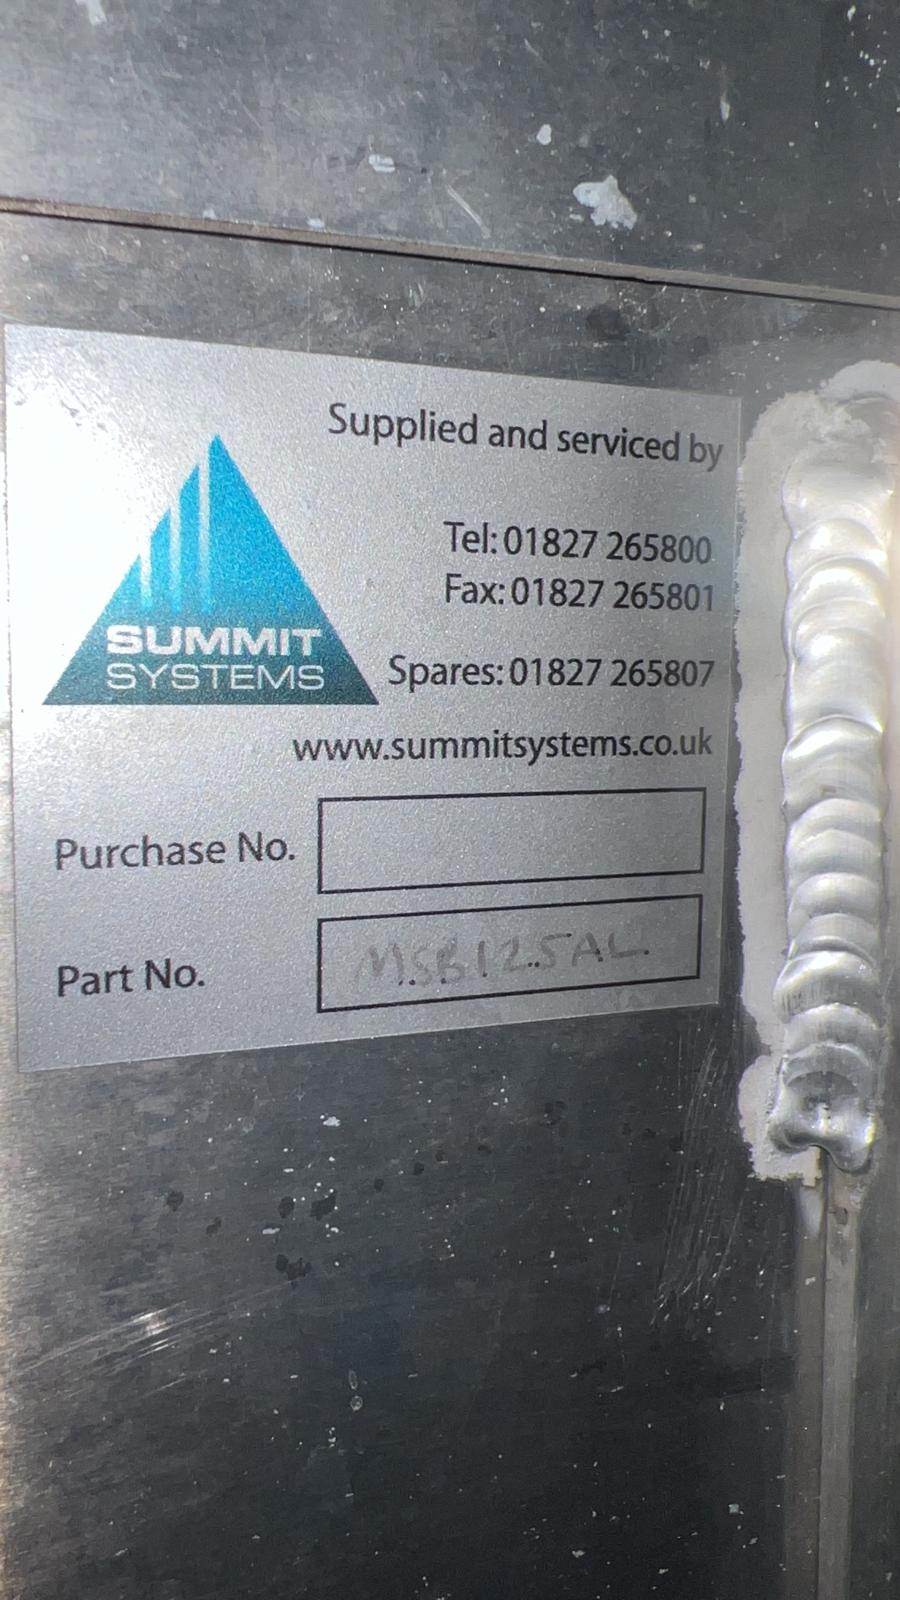 Supplied and serviced by
Tel: 01827 265800
Fax: 01827 265801
SUMMIT
SYSTEMS
Spares: 01827 265807
www.summitsystems.co.uk
Purchase No.
Part No. MSB125AL